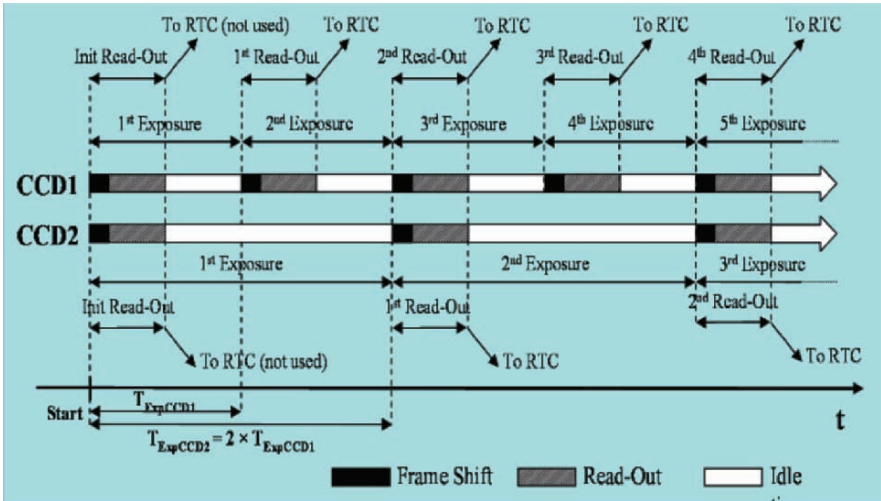 To RTC (not used) To RTC To RTC To RTC To RTC
Init Read-Out 1st Read-Out 2nd Read-Out 3rd Read-Out 4th Read-Out
1st Exposure 2nd Exposure 3rd Exposure 4th Exposure 5th Exposure
CCD1
CCD2
1st Exposure 2nd Exposure 3rd Exposure
Init Read-Out 1st Read-Out 2nd Read-Out
To RTC (not used) To RTC To RTC
Start TExpCCD1 t
TExpCCD2 = 2 × TExpCCD1
Frame Shift Read-Out Idle